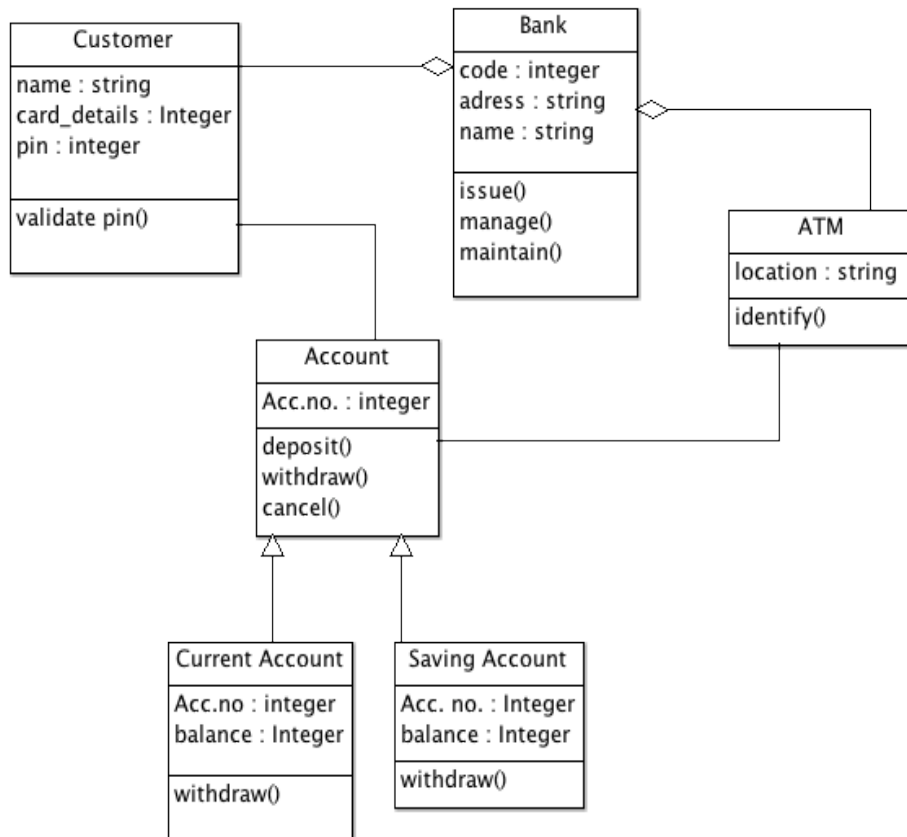 Customer
name : string
card_details : Integer
pin : integer
validate pin()
Bank
code : integer
adress : string
name : string
issue()
manage()
maintain()
ATM
location : string
identify()
Account
Acc.no. : integer
deposit()
withdraw()
cancel()
Current Account
Acc.no : integer
balance : Integer
withdraw()
Saving Account
Acc. no. : Integer
balance : Integer
withdraw()